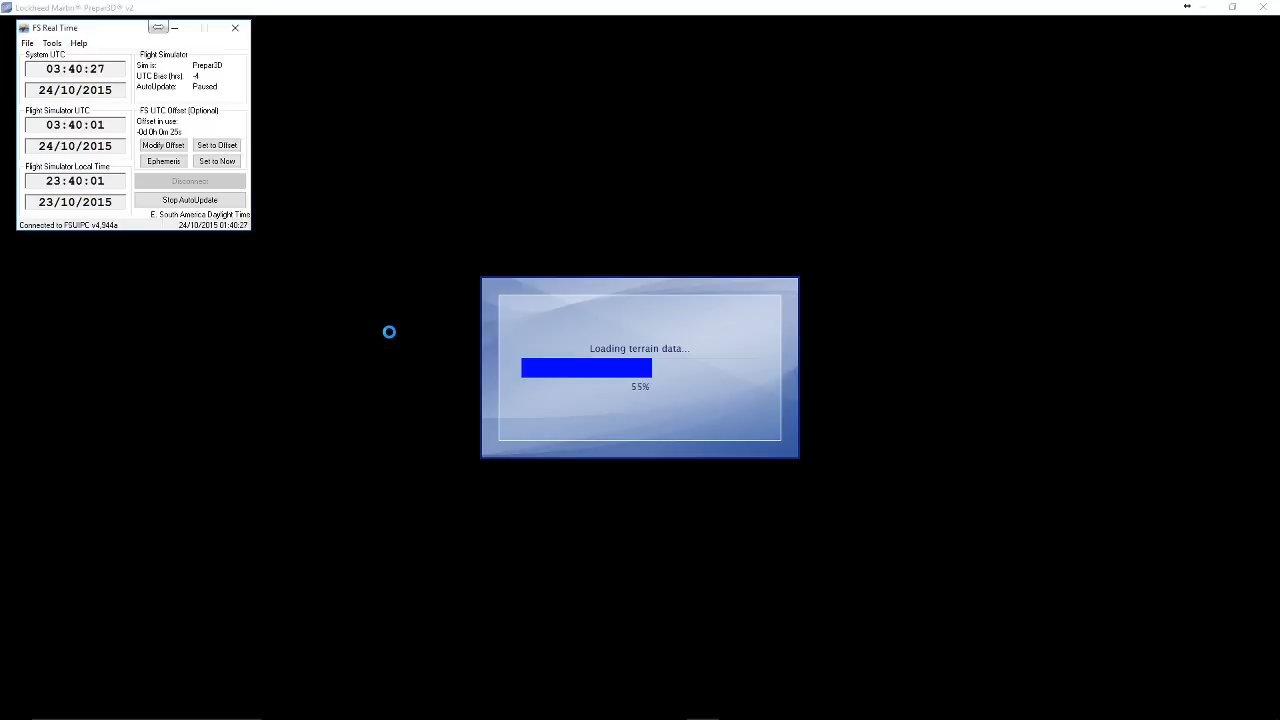 Lockheed Martin® Prepar3D® v2
FS Real Time
File Tools Help
System UTC
03:40:27
24/10/2015
Flight Simulator UTC
03:40:01
24/10/2015
Flight Simulator Local Time
23:40:01
23/10/2015
Flight Simulator
Sim is: Prepar3D
UTC Bias (hrs): -4
AutoUpdate: Paused
FS UTC Offset (Optional)
Offset in use:
-0d 0h 0m 26s
Modify Offset Set to Offset
Ephemeris Set to Now
Disconnect
Stop AutoUpdate
E. South America Daylight Time
Connected to FSUIPC v4,944a 24/10/2015 01:40:27
Loading terrain data...
55%